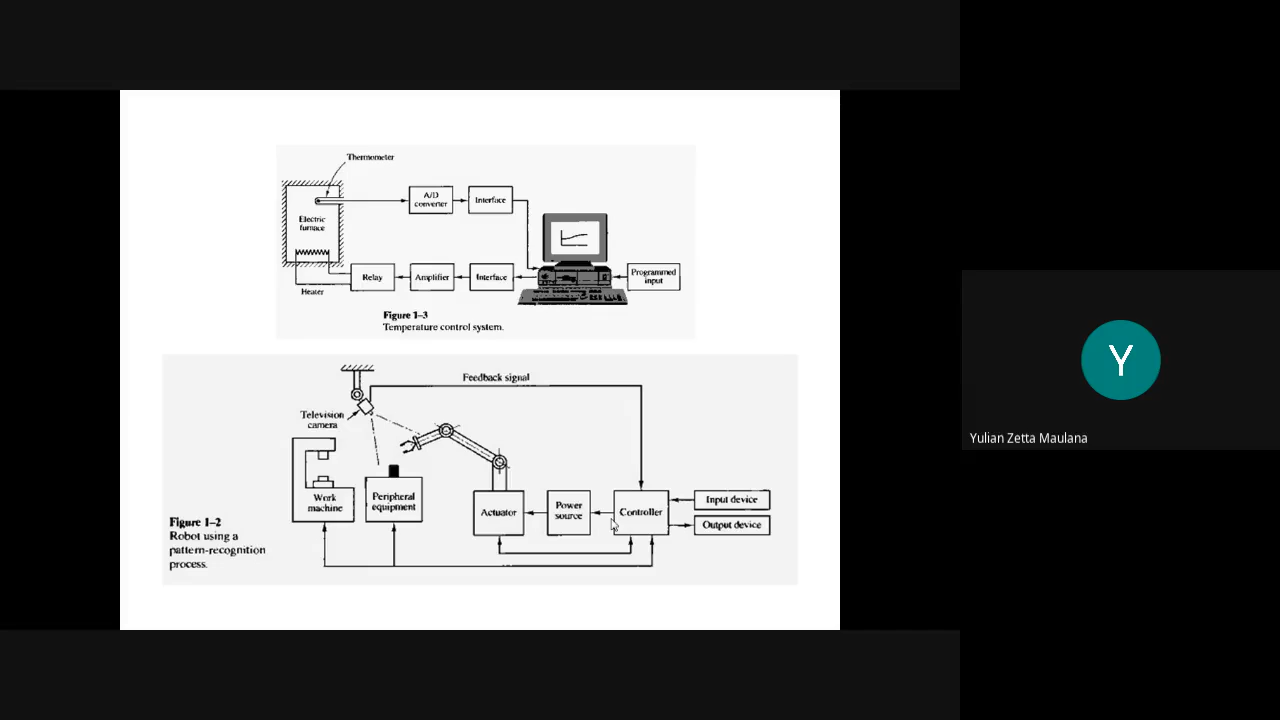 Thermometer
A/D
converter
Interface
Electric
furnace
Relay
Amplifier
Interface
Programmed
input
Heater
Figure 1–3
Temperature control system.
Feedback signal
Television
camera
Work
machine
Peripheral
equipment
Actuator
Power
source
Controller
Input device
Output device
Figure 1–2
Robot using a
pattern-recognition
process.
Y
Yulian Zetta Maulana